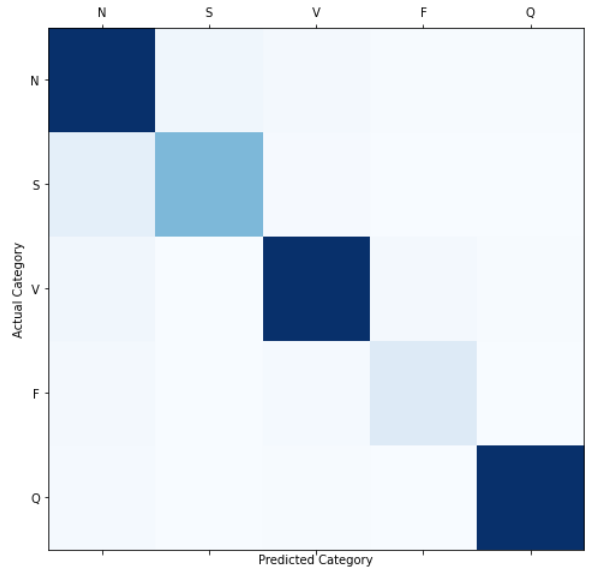 N S V F Q
N
S
V
F
Q
Actual Category
Predicted Category